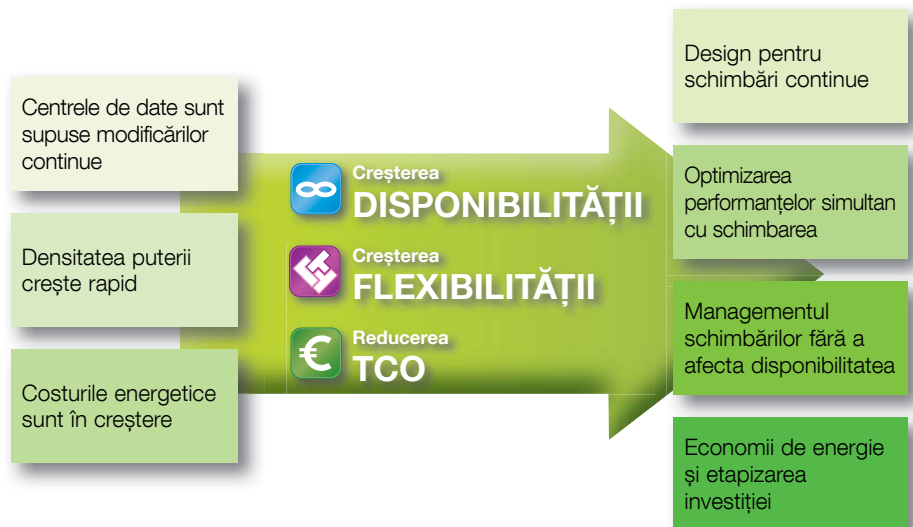 Centrele de date sunt
supuse modificărilor
continue
Densitatea puterii
crește rapid
Costurile energetice
sunt în creștere
Creșterea
DISPONIBILITĂȚII
Creșterea
FLEXIBILITĂȚII
€
Reducerea
TCO
Design pentru
schimbări continue
Optimizarea
performanțelor simultan
cu schimbarea
Managementul
schimbărilor fără a
afecta disponibilitatea
Economii de energie
și etapizarea
investiției